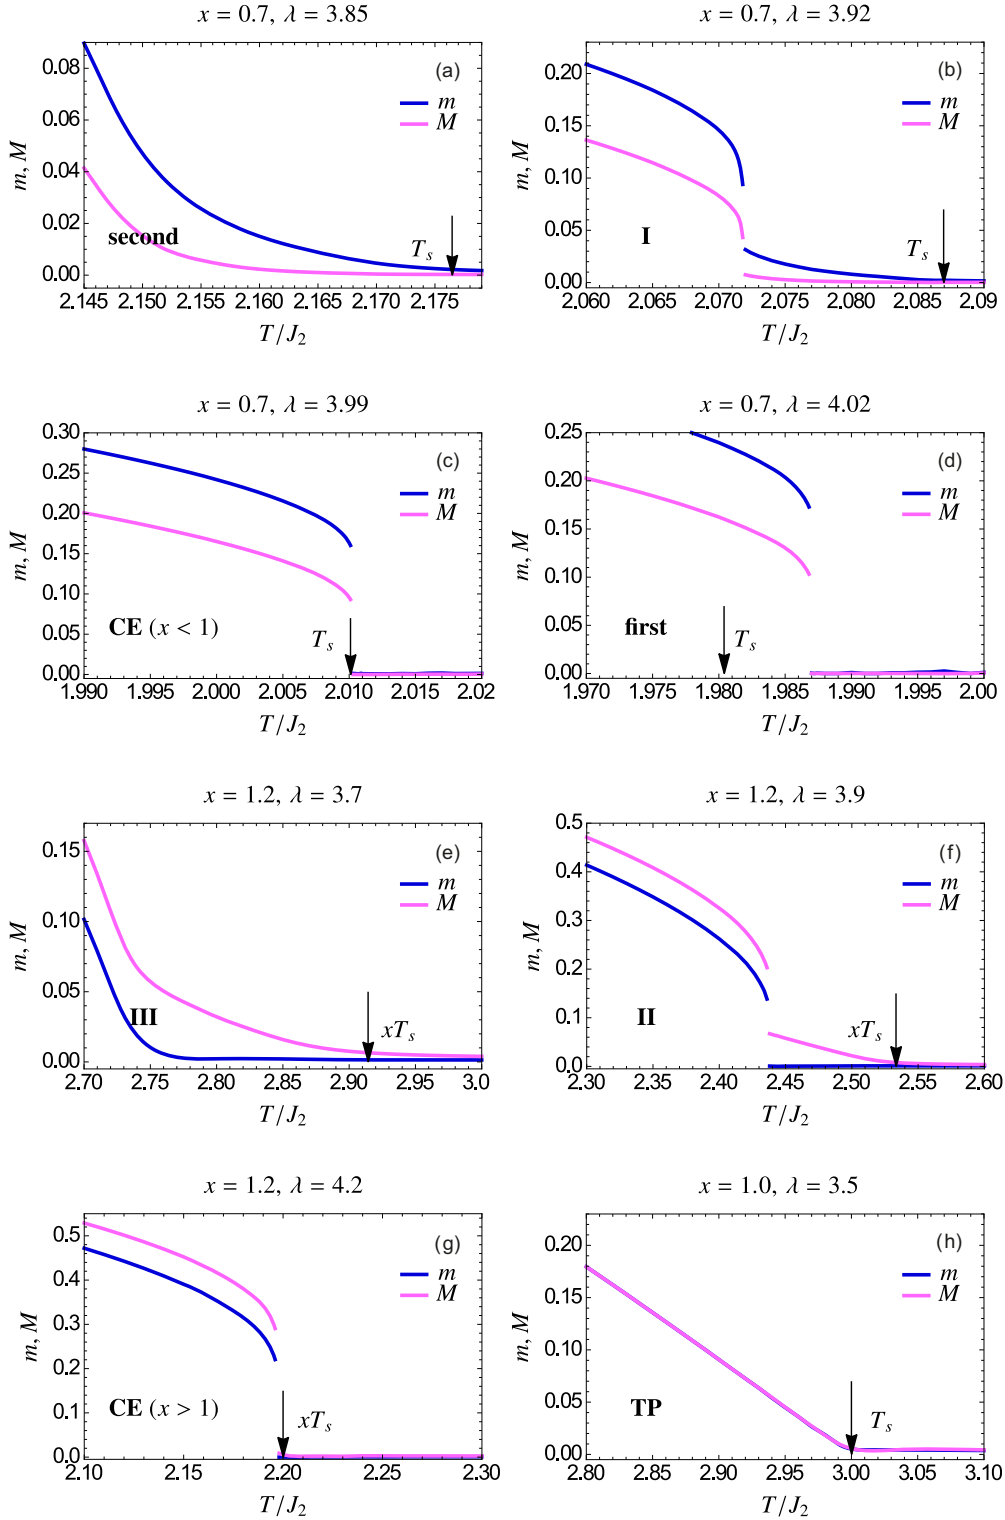 x = 0.7, λ = 3.85
(a)
m
M
second
T_s
m, M
0.08
0.06
0.04
0.02
0.00
2.145 2.150 2.155 2.160 2.165 2.170 2.175
T/J_2
x = 0.7, λ = 3.92
(b)
m
M
I
T_s
m, M
0.20
0.15
0.10
0.05
0.00
2.060 2.065 2.070 2.075 2.080 2.085 2.09
T/J_2
x = 0.7, λ = 3.99
(c)
m
M
CE (x < 1)
T_s
m, M
0.30
0.25
0.20
0.15
0.10
0.05
0.00
1.990 1.995 2.000 2.005 2.010 2.015 2.02
T/J_2
x = 0.7, λ = 4.02
(d)
m
M
first
T_s
m, M
0.25
0.20
0.15
0.10
0.05
0.00
1.970 1.975 1.980 1.985 1.990 1.995 2.00
T/J_2
x = 1.2, λ = 3.7
(e)
m
M
III
xT_s
m, M
0.15
0.10
0.05
0.00
2.70 2.75 2.80 2.85 2.90 2.95 3.0
T/J_2
x = 1.2, λ = 3.9
(f)
m
M
II
xT_s
m, M
0.5
0.4
0.3
0.2
0.1
0.0
2.30 2.35 2.40 2.45 2.50 2.55 2.60
T/J_2
x = 1.2, λ = 4.2
(g)
m
M
CE (x > 1)
xT_s
m, M
0.5
0.4
0.3
0.2
0.1
0.0
2.10 2.15 2.20 2.25 2.30
T/J_2
x = 1.0, λ = 3.5
(h)
m
M
TP
T_s
m, M
0.20
0.15
0.10
0.05
0.00
2.80 2.85 2.90 2.95 3.00 3.05 3.10
T/J_2